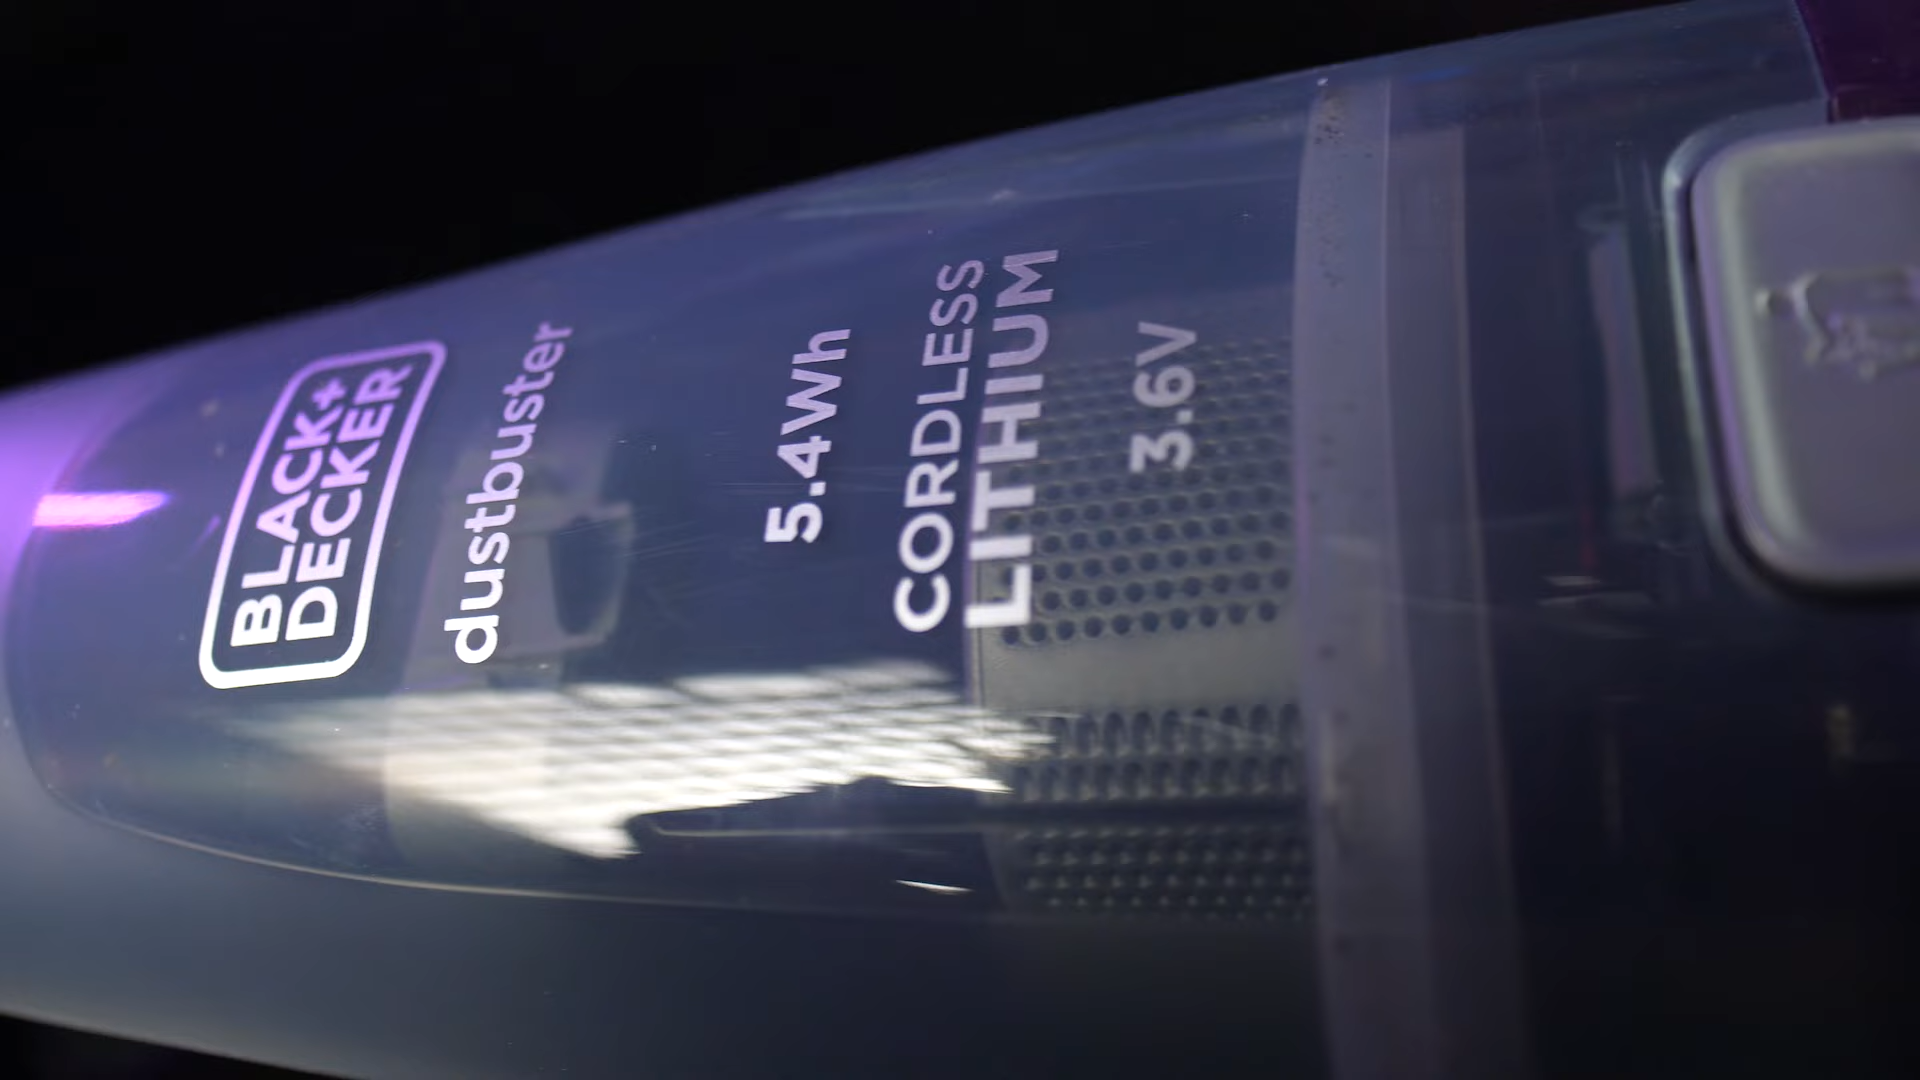 BLACK+
DECKER
dustbuster
5.4Wh
CORDLESS
LITHIUM
3.6V